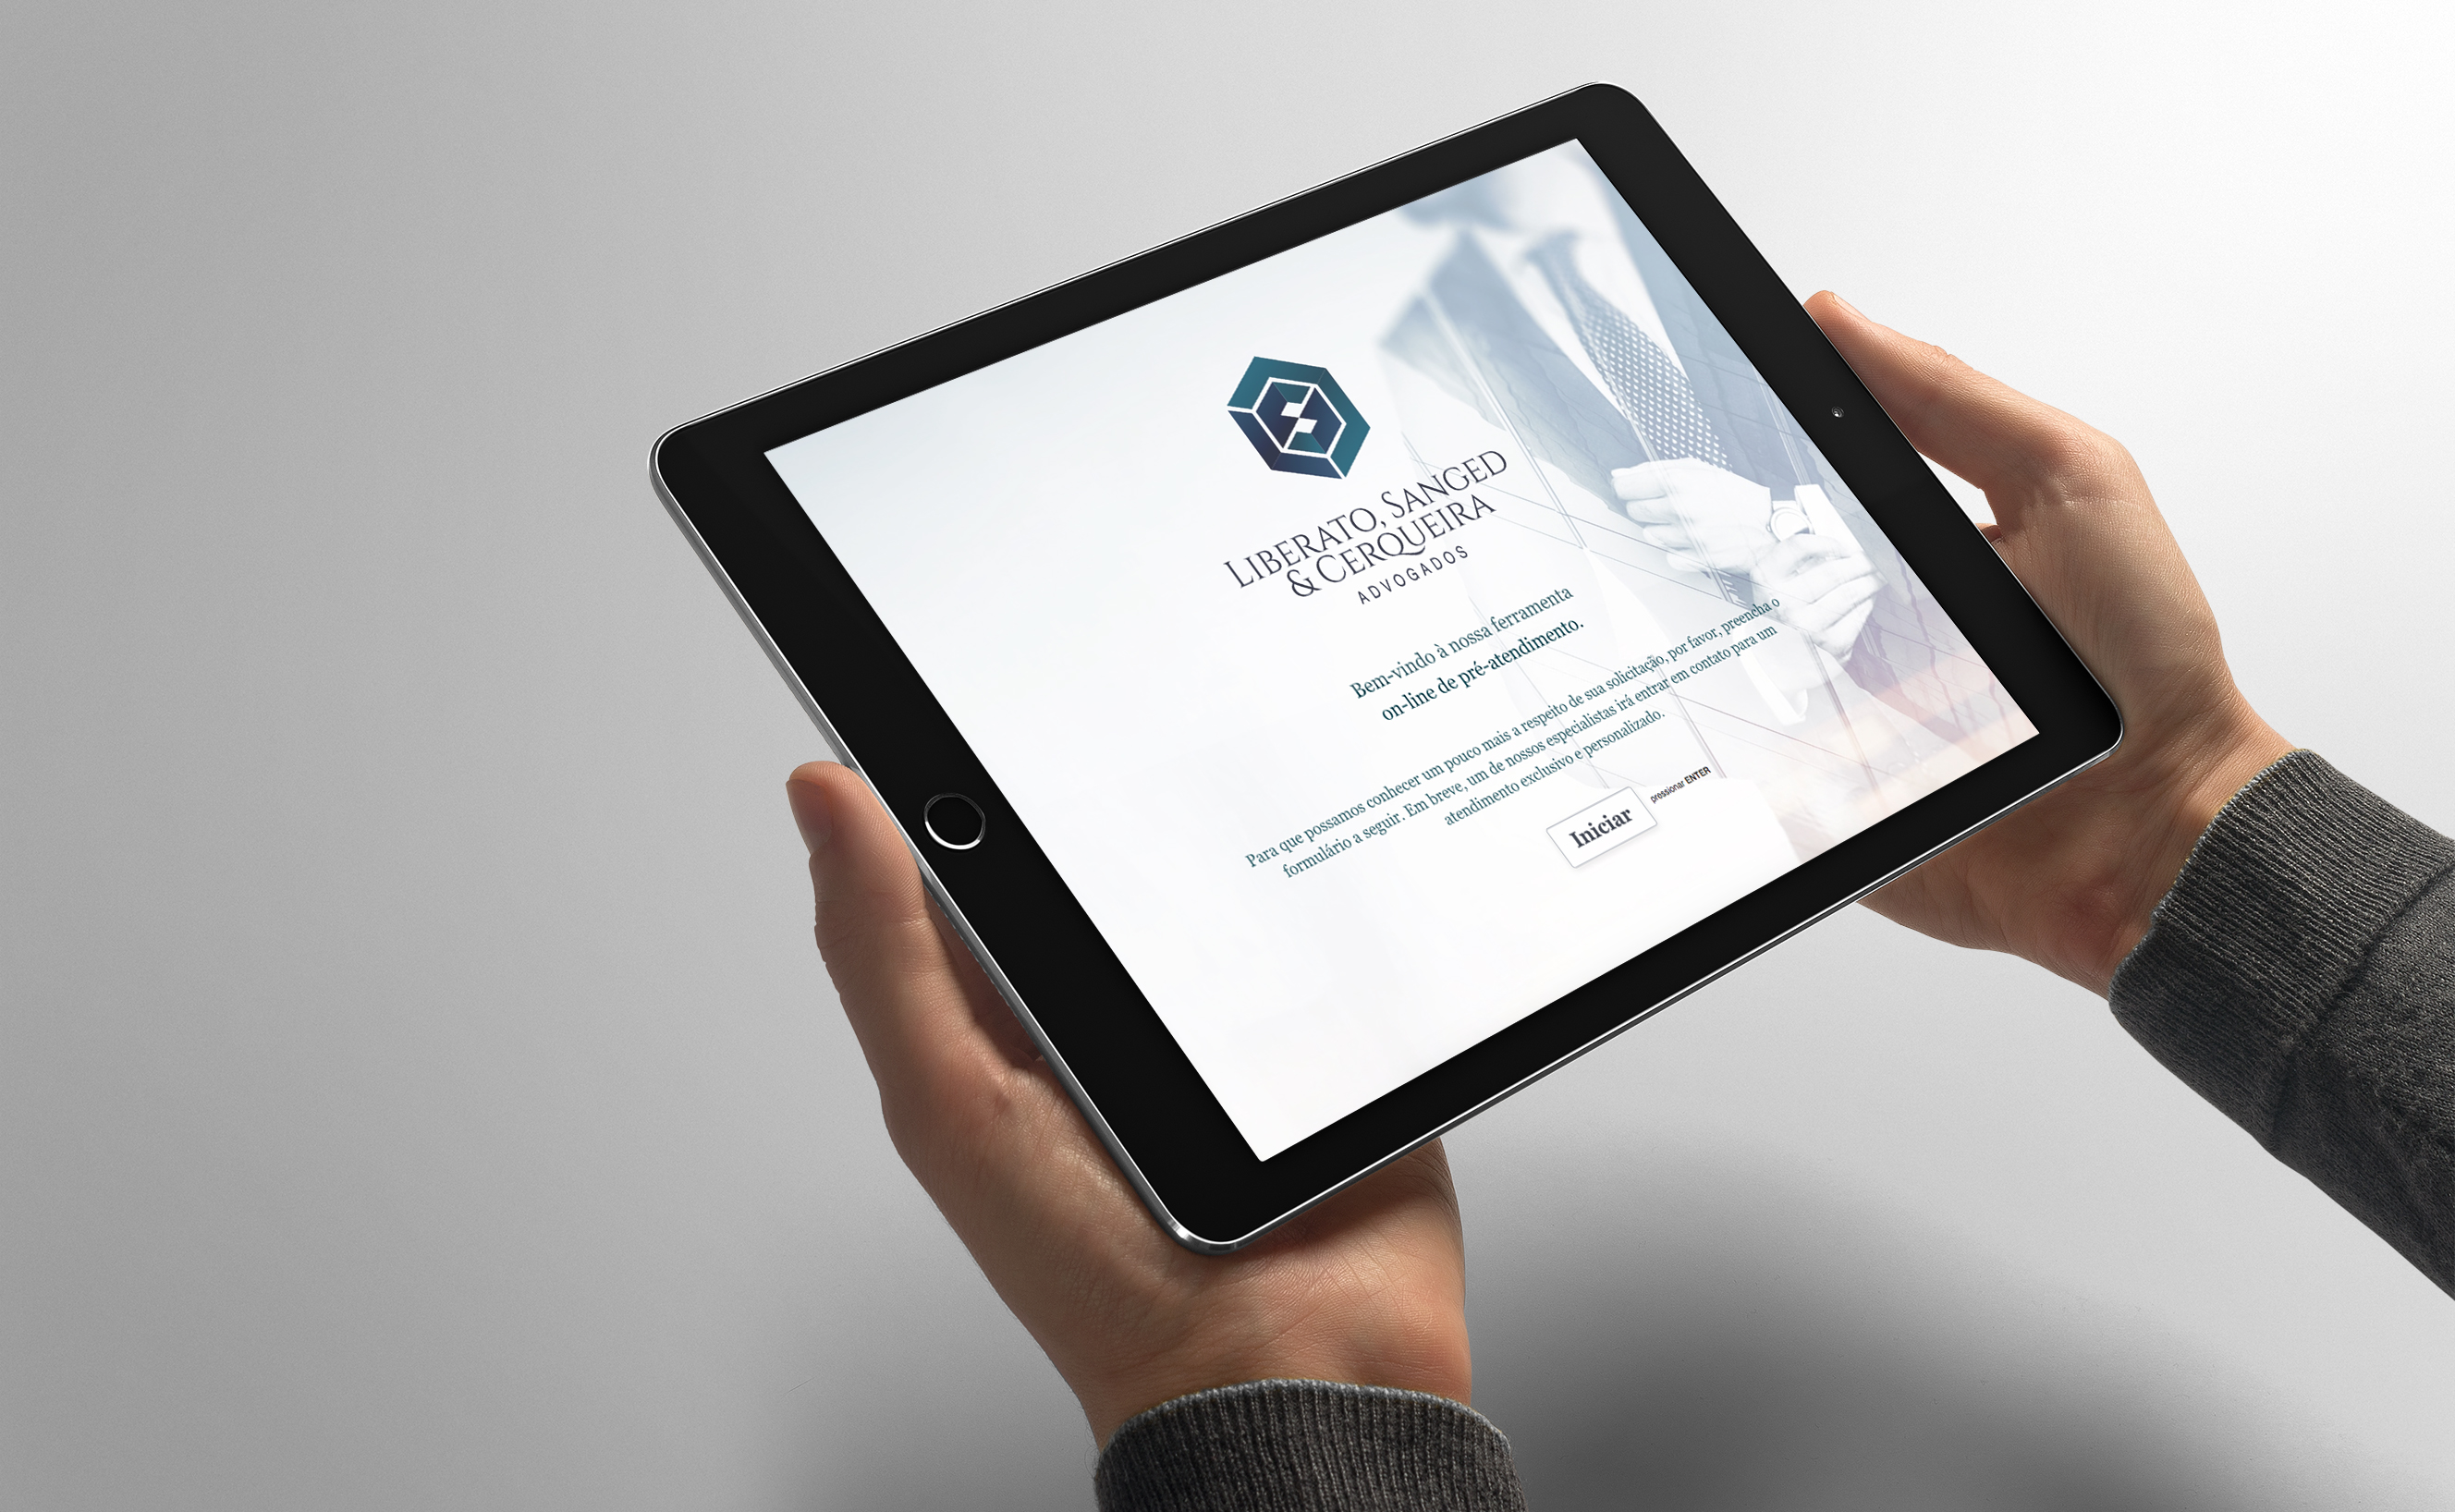 LIBERATO, SANGED
& CERQUEIRA
ADVOGADOS
Bem-vindo à nossa ferramenta
on-line de pré-atendimento.
Para que possamos conhecer um pouco mais a respeito de sua solicitação, por favor, preencha o
formulário a seguir. Em breve, um de nossos especialistas irá entrar em contato para um
atendimento exclusivo e personalizado.
Iniciar
pressionar ENTER